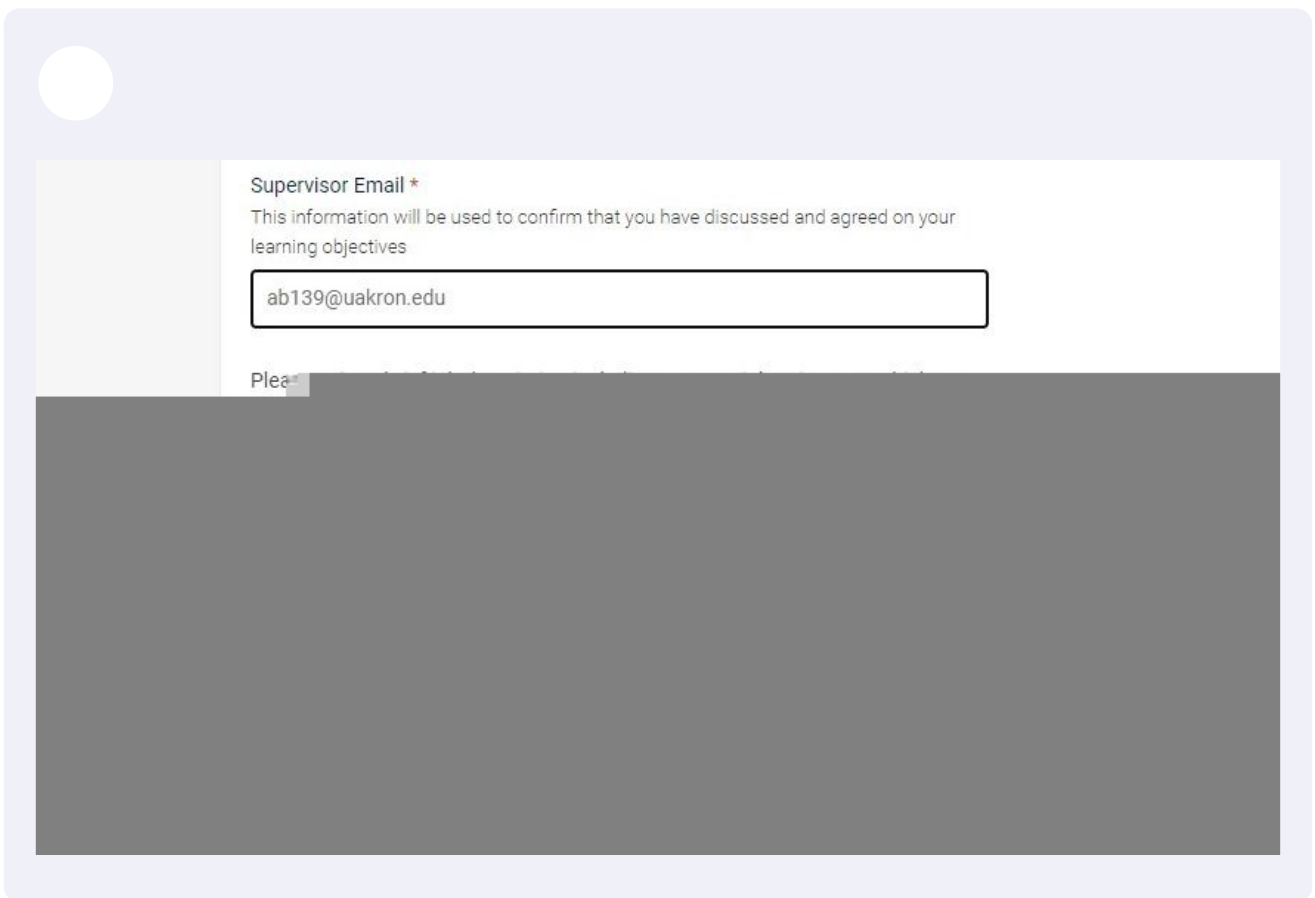 Supervisor Email *
This information will be used to confirm that you have discussed and agreed on your
learning objectives
ab139@uakron.edu